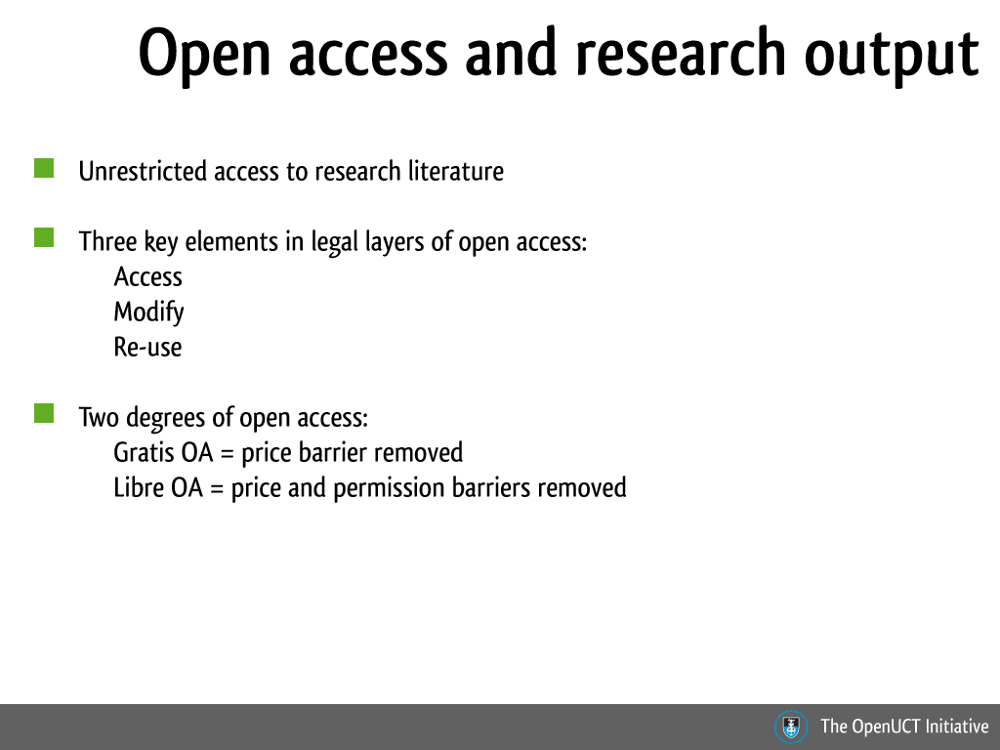 Open access and research output
Unrestricted access to research literature
Three key elements in legal layers of open access:
Access
Modify
Re-use
Two degrees of open access:
Gratis OA = price barrier removed
Libre OA = price and permission barriers removed
The OpenUCT Initiative